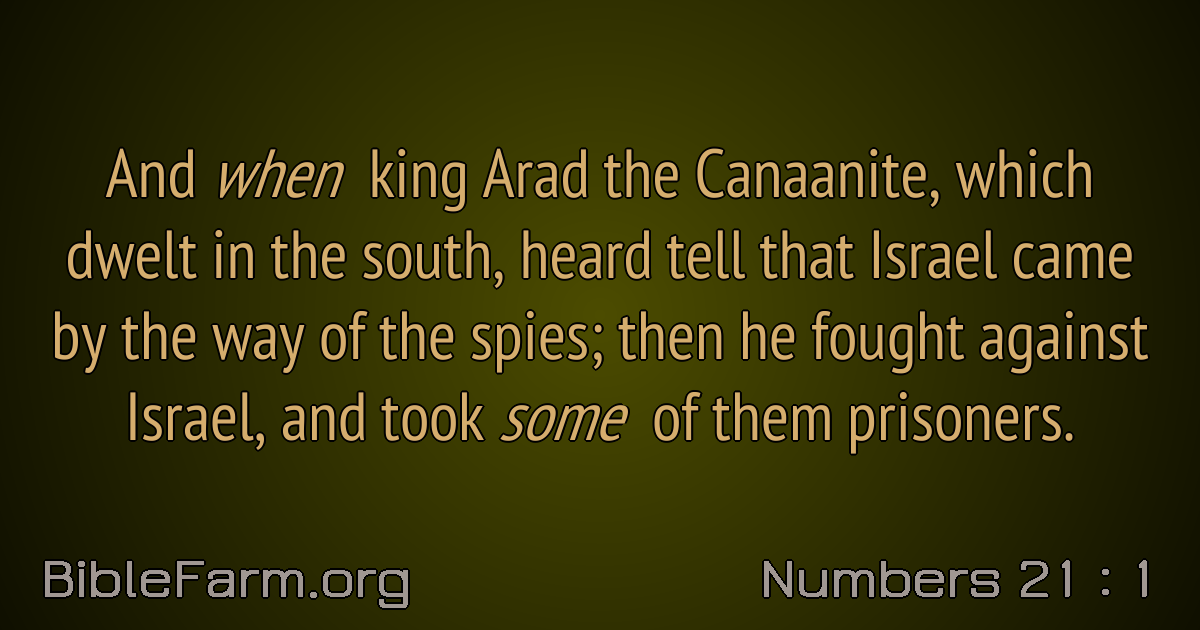 And when king Arad the Canaanite, which
dwelt in the south, heard tell that Israel came
by the way of the spies; then he fought against
Israel, and took some of them prisoners.
BibleFarm.org
Numbers 21 : 1